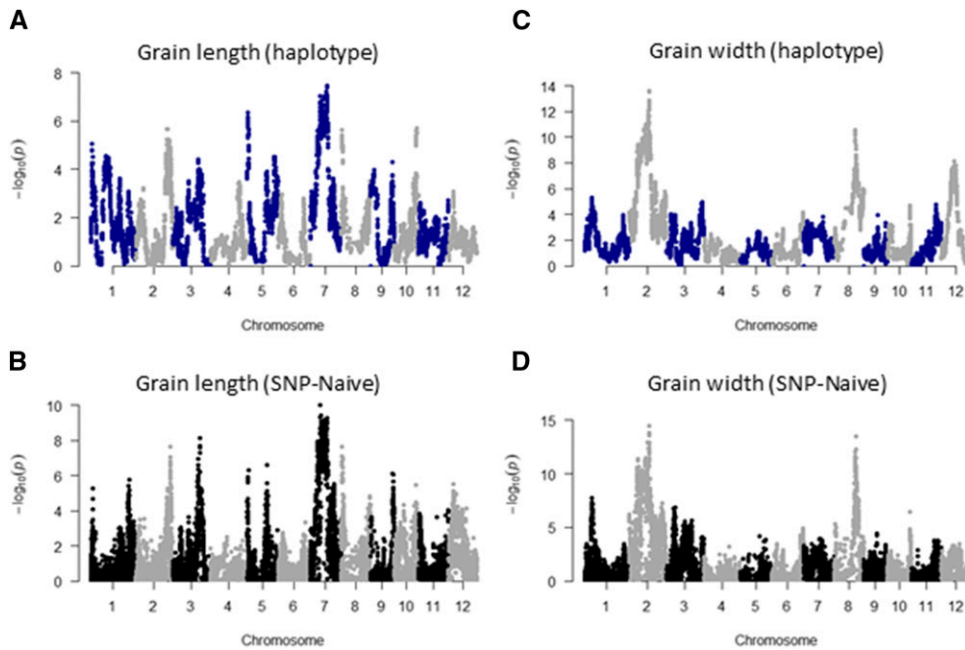 A
Grain length (haplotype)
8
6
4
2
0
-log10(p)
1 2 3 4 5 6 7 8 9 10 11 12
Chromosome
C
Grain width (haplotype)
14
12
10
8
6
4
2
0
-log10(p)
1 2 3 4 5 6 7 8 9 10 11 12
Chromosome
B
Grain length (SNP-Naive)
10
8
6
4
2
0
-log10(p)
1 2 3 4 5 6 7 8 9 10 11 12
Chromosome
D
Grain width (SNP-Naive)
15
10
5
0
-log10(p)
1 2 3 4 5 6 7 8 9 10 11 12
Chromosome